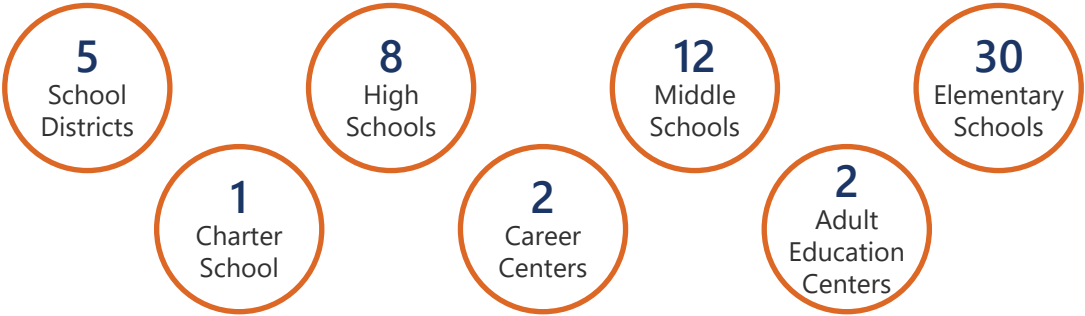 5
School
Districts
8
High
Schools
12
Middle
Schools
30
Elementary
Schools
1
Charter
School
2
Career
Centers
2
Adult
Education
Centers